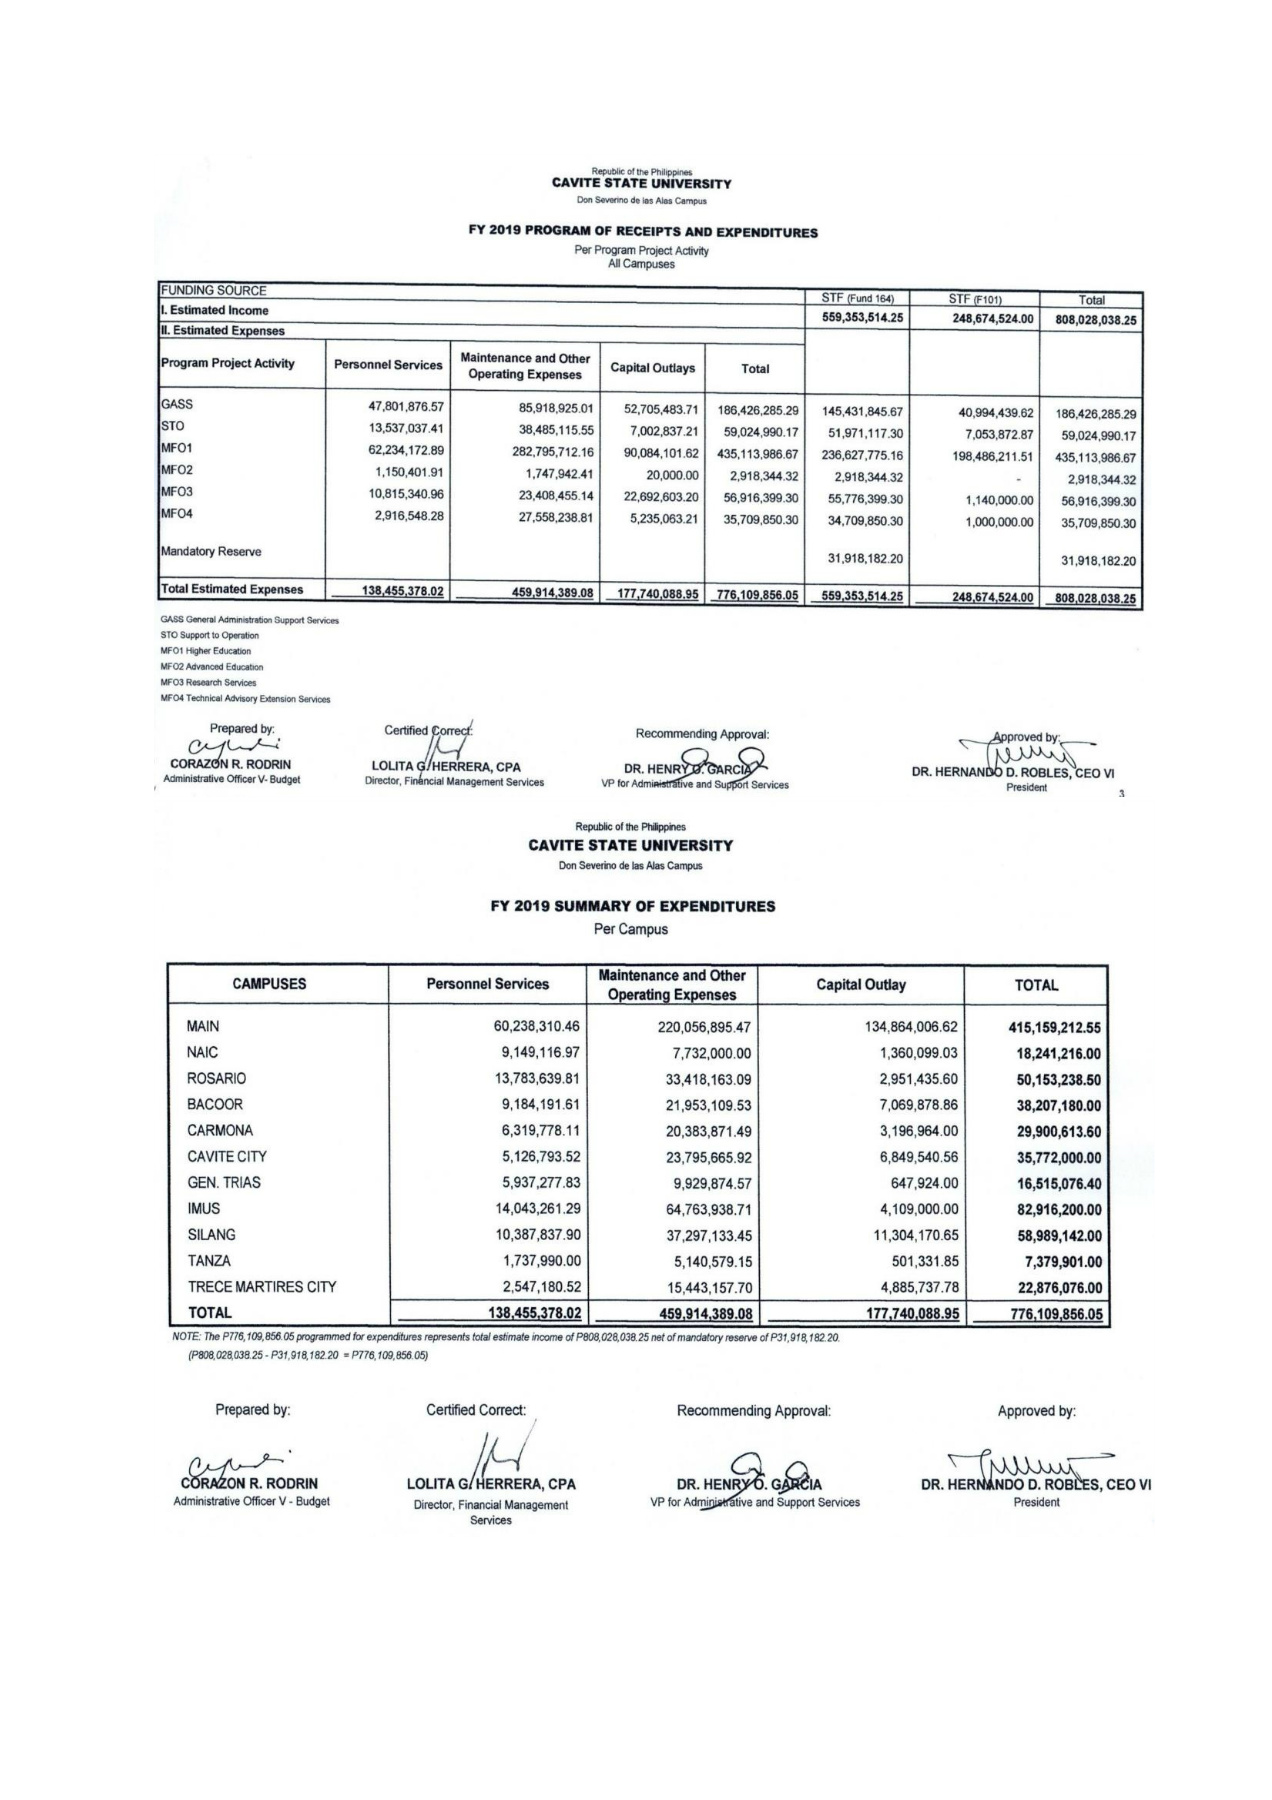 Republic of the Philippines
CAVITE STATE UNIVERSITY
Don Severino de las Alas Campus
FY 2019 PROGRAM OF RECEIPTS AND EXPENDITURES
Per Program Project Activity
All Campuses
FUNDING SOURCE STF (Fund 164) STF (F101) Total
I. Estimated Income 559,353,514.25 248,674,524.00 808,028,038.25
II. Estimated Expenses
Program Project Activity Personnel Services Maintenance and Other Operating Expenses Capital Outlays Total
GASS 47,801,876.57 85,918,925.01 52,705,483.71 186,426,285.29 145,431,845.67 40,994,439.62 186,426,285.29
STO 13,537,037.41 38,485,115.55 7,002,837.21 59,024,990.17 51,971,117.30 7,053,872.87 59,024,990.17
MFO1 62,234,172.89 282,795,712.16 90,084,101.62 435,113,986.67 236,627,775.16 198,486,211.51 435,113,986.67
MFO2 1,150,401.91 1,747,942.41 20,000.00 2,918,344.32 2,918,344.32 - 2,918,344.32
MFO3 10,815,340.96 23,408,455.14 22,692,603.20 56,916,399.30 55,776,399.30 1,140,000.00 56,916,399.30
MFO4 2,916,548.28 27,558,238.81 5,235,063.21 35,709,850.30 34,709,850.30 1,000,000.00 35,709,850.30
Mandatory Reserve 31,918,182.20 31,918,182.20
Total Estimated Expenses 138,455,378.02 459,914,389.08 177,740,088.95 776,109,856.05 559,353,514.25 248,674,524.00 808,028,038.25
GASS General Administration Support Services
STO Support to Operation
MFO1 Higher Education
MFO2 Advanced Education
MFO3 Research Services
MFO4 Technical Advisory Extension Services
Prepared by: Certified Correct: Recommending Approval: Approved by:
CORAZON R. RODRIN LOLITA G. HERRERA, CPA DR. HENRY O. GARCIA DR. HERNANDO D. ROBLES, CEO VI
Administrative Officer V- Budget Director, Financial Management Services VP for Administrative and Support Services President
3
Republic of the Philippines
CAVITE STATE UNIVERSITY
Don Severino de las Alas Campus
FY 2019 SUMMARY OF EXPENDITURES
Per Campus
CAMPUSES Personnel Services Maintenance and Other Operating Expenses Capital Outlay TOTAL
MAIN 60,238,310.46 220,056,895.47 134,864,006.62 415,159,212.55
NAIC 9,149,116.97 7,732,000.00 1,360,099.03 18,241,216.00
ROSARIO 13,783,639.81 33,418,163.09 2,951,435.60 50,153,238.50
BACOOR 9,184,191.61 21,953,109.53 7,069,878.86 38,207,180.00
CARMONA 6,319,778.11 20,383,871.49 3,196,964.00 29,900,613.60
CAVITE CITY 5,126,793.52 23,795,665.92 6,849,540.56 35,772,000.00
GEN. TRIAS 5,937,277.83 9,929,874.57 647,924.00 16,515,076.40
IMUS 14,043,261.29 64,763,938.71 4,109,000.00 82,916,200.00
SILANG 10,387,837.90 37,297,133.45 11,304,170.65 58,989,142.00
TANZA 1,737,990.00 5,140,579.15 501,331.85 7,379,901.00
TRECE MARTIRES CITY 2,547,180.52 15,443,157.70 4,885,737.78 22,876,076.00
TOTAL 138,455,378.02 459,914,389.08 177,740,088.95 776,109,856.05
NOTE: The P776,109,856.05 programmed for expenditures represents total estimate income of P808,028,038.25 net of mandatory reserve of P31,918,182.20.
(P808,028,038.25 - P31,918,182.20 = P776,109,856.05)
Prepared by: Certified Correct: Recommending Approval: Approved by:
CORAZON R. RODRIN LOLITA G. HERRERA, CPA DR. HENRY O. GARCIA DR. HERNANDO D. ROBLES, CEO VI
Administrative Officer V - Budget Director, Financial Management VP for Administrative and Support Services President
Services